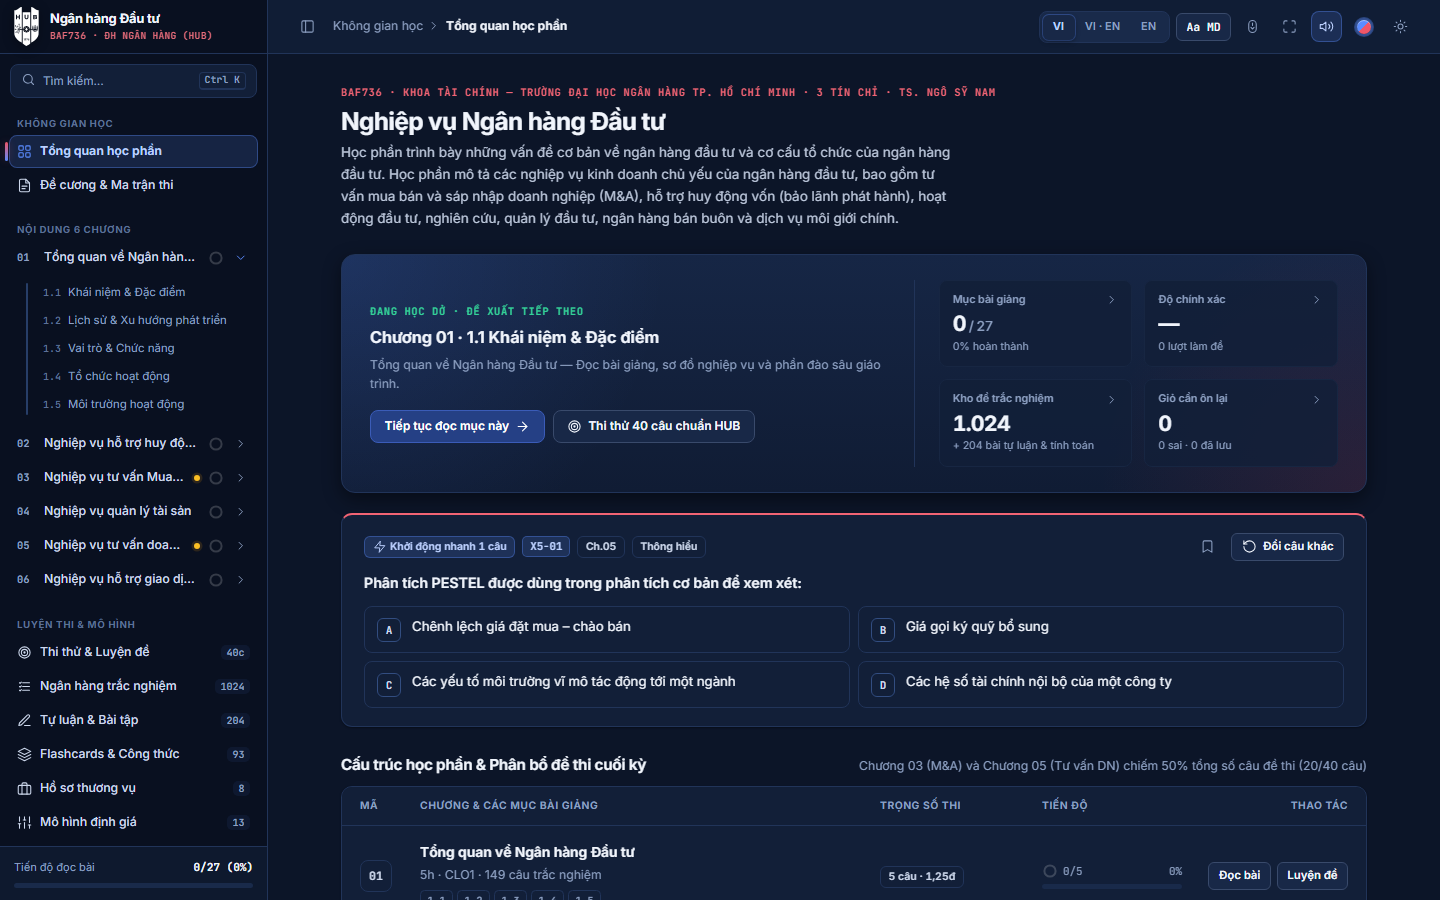 Ngân hàng Đầu tư
BAF736 · ĐH NGÂN HÀNG (HUB)
Tìm kiếm...
Ctrl K
KHÔNG GIAN HỌC
Tổng quan học phần
Đề cương & Ma trận thi
NỘI DUNG 6 CHƯƠNG
01 Tổng quan về Ngân hàn...
1.1 Khái niệm & Đặc điểm
1.2 Lịch sử & Xu hướng phát triển
1.3 Vai trò & Chức năng
1.4 Tổ chức hoạt động
1.5 Môi trường hoạt động
02 Nghiệp vụ hỗ trợ huy độ...
03 Nghiệp vụ tư vấn Mua...
04 Nghiệp vụ quản lý tài sản
05 Nghiệp vụ tư vấn doa...
06 Nghiệp vụ hỗ trợ giao dị...
LUYỆN THI & MÔ HÌNH
Thi thử & Luyện đề 40c
Ngân hàng trắc nghiệm 1024
Tự luận & Bài tập 204
Flashcards & Công thức 93
Hồ sơ thương vụ 8
Mô hình định giá 13
Tiến độ đọc bài 0/27 (0%)
Không gian học > Tổng quan học phần
VI VI · EN EN Aa MD
BAF736 · KHOA TÀI CHÍNH — TRƯỜNG ĐẠI HỌC NGÂN HÀNG TP. HỒ CHÍ MINH · 3 TÍN CHỈ · TS. NGÔ SỸ NAM
Nghiệp vụ Ngân hàng Đầu tư
Học phần trình bày những vấn đề cơ bản về ngân hàng đầu tư và cơ cấu tổ chức của ngân hàng
đầu tư. Học phần mô tả các nghiệp vụ kinh doanh chủ yếu của ngân hàng đầu tư, bao gồm tư
vấn mua bán và sáp nhập doanh nghiệp (M&A), hỗ trợ huy động vốn (bảo lãnh phát hành), hoạt
động đầu tư, nghiên cứu, quản lý đầu tư, ngân hàng bán buôn và dịch vụ môi giới chính.
ĐANG HỌC DỞ · ĐỀ XUẤT TIẾP THEO
Chương 01 · 1.1 Khái niệm & Đặc điểm
Tổng quan về Ngân hàng Đầu tư — Đọc bài giảng, sơ đồ nghiệp vụ và phần đào sâu giáo
trình.
Tiếp tục đọc mục này →
Thi thử 40 câu chuẩn HUB
Mục bài giảng
0 / 27
0% hoàn thành
Độ chính xác
—
0 lượt làm đề
Kho đề trắc nghiệm
1.024
+ 204 bài tự luận & tính toán
Giỏ cần ôn lại
0
0 sai · 0 đã lưu
Khởi động nhanh 1 câu X5-01 Ch.05 Thông hiểu
Đổi câu khác
Phân tích PESTEL được dùng trong phân tích cơ bản để xem xét:
A Chênh lệch giá đặt mua – chào bán
B Giá gọi ký quỹ bổ sung
C Các yếu tố môi trường vĩ mô tác động tới một ngành
D Các hệ số tài chính nội bộ của một công ty
Cấu trúc học phần & Phân bổ đề thi cuối kỳ
Chương 03 (M&A) và Chương 05 (Tư vấn DN) chiếm 50% tổng số câu đề thi (20/40 câu)
MÃ CHƯƠNG & CÁC MỤC BÀI GIẢNG TRỌNG SỐ THI TIẾN ĐỘ THAO TÁC
01
Tổng quan về Ngân hàng Đầu tư
5h · CLO1 · 149 câu trắc nghiệm
1.1 1.2 1.3 1.4 1.5
5 câu · 1,25đ
0/5 0%
Đọc bài
Luyện đề